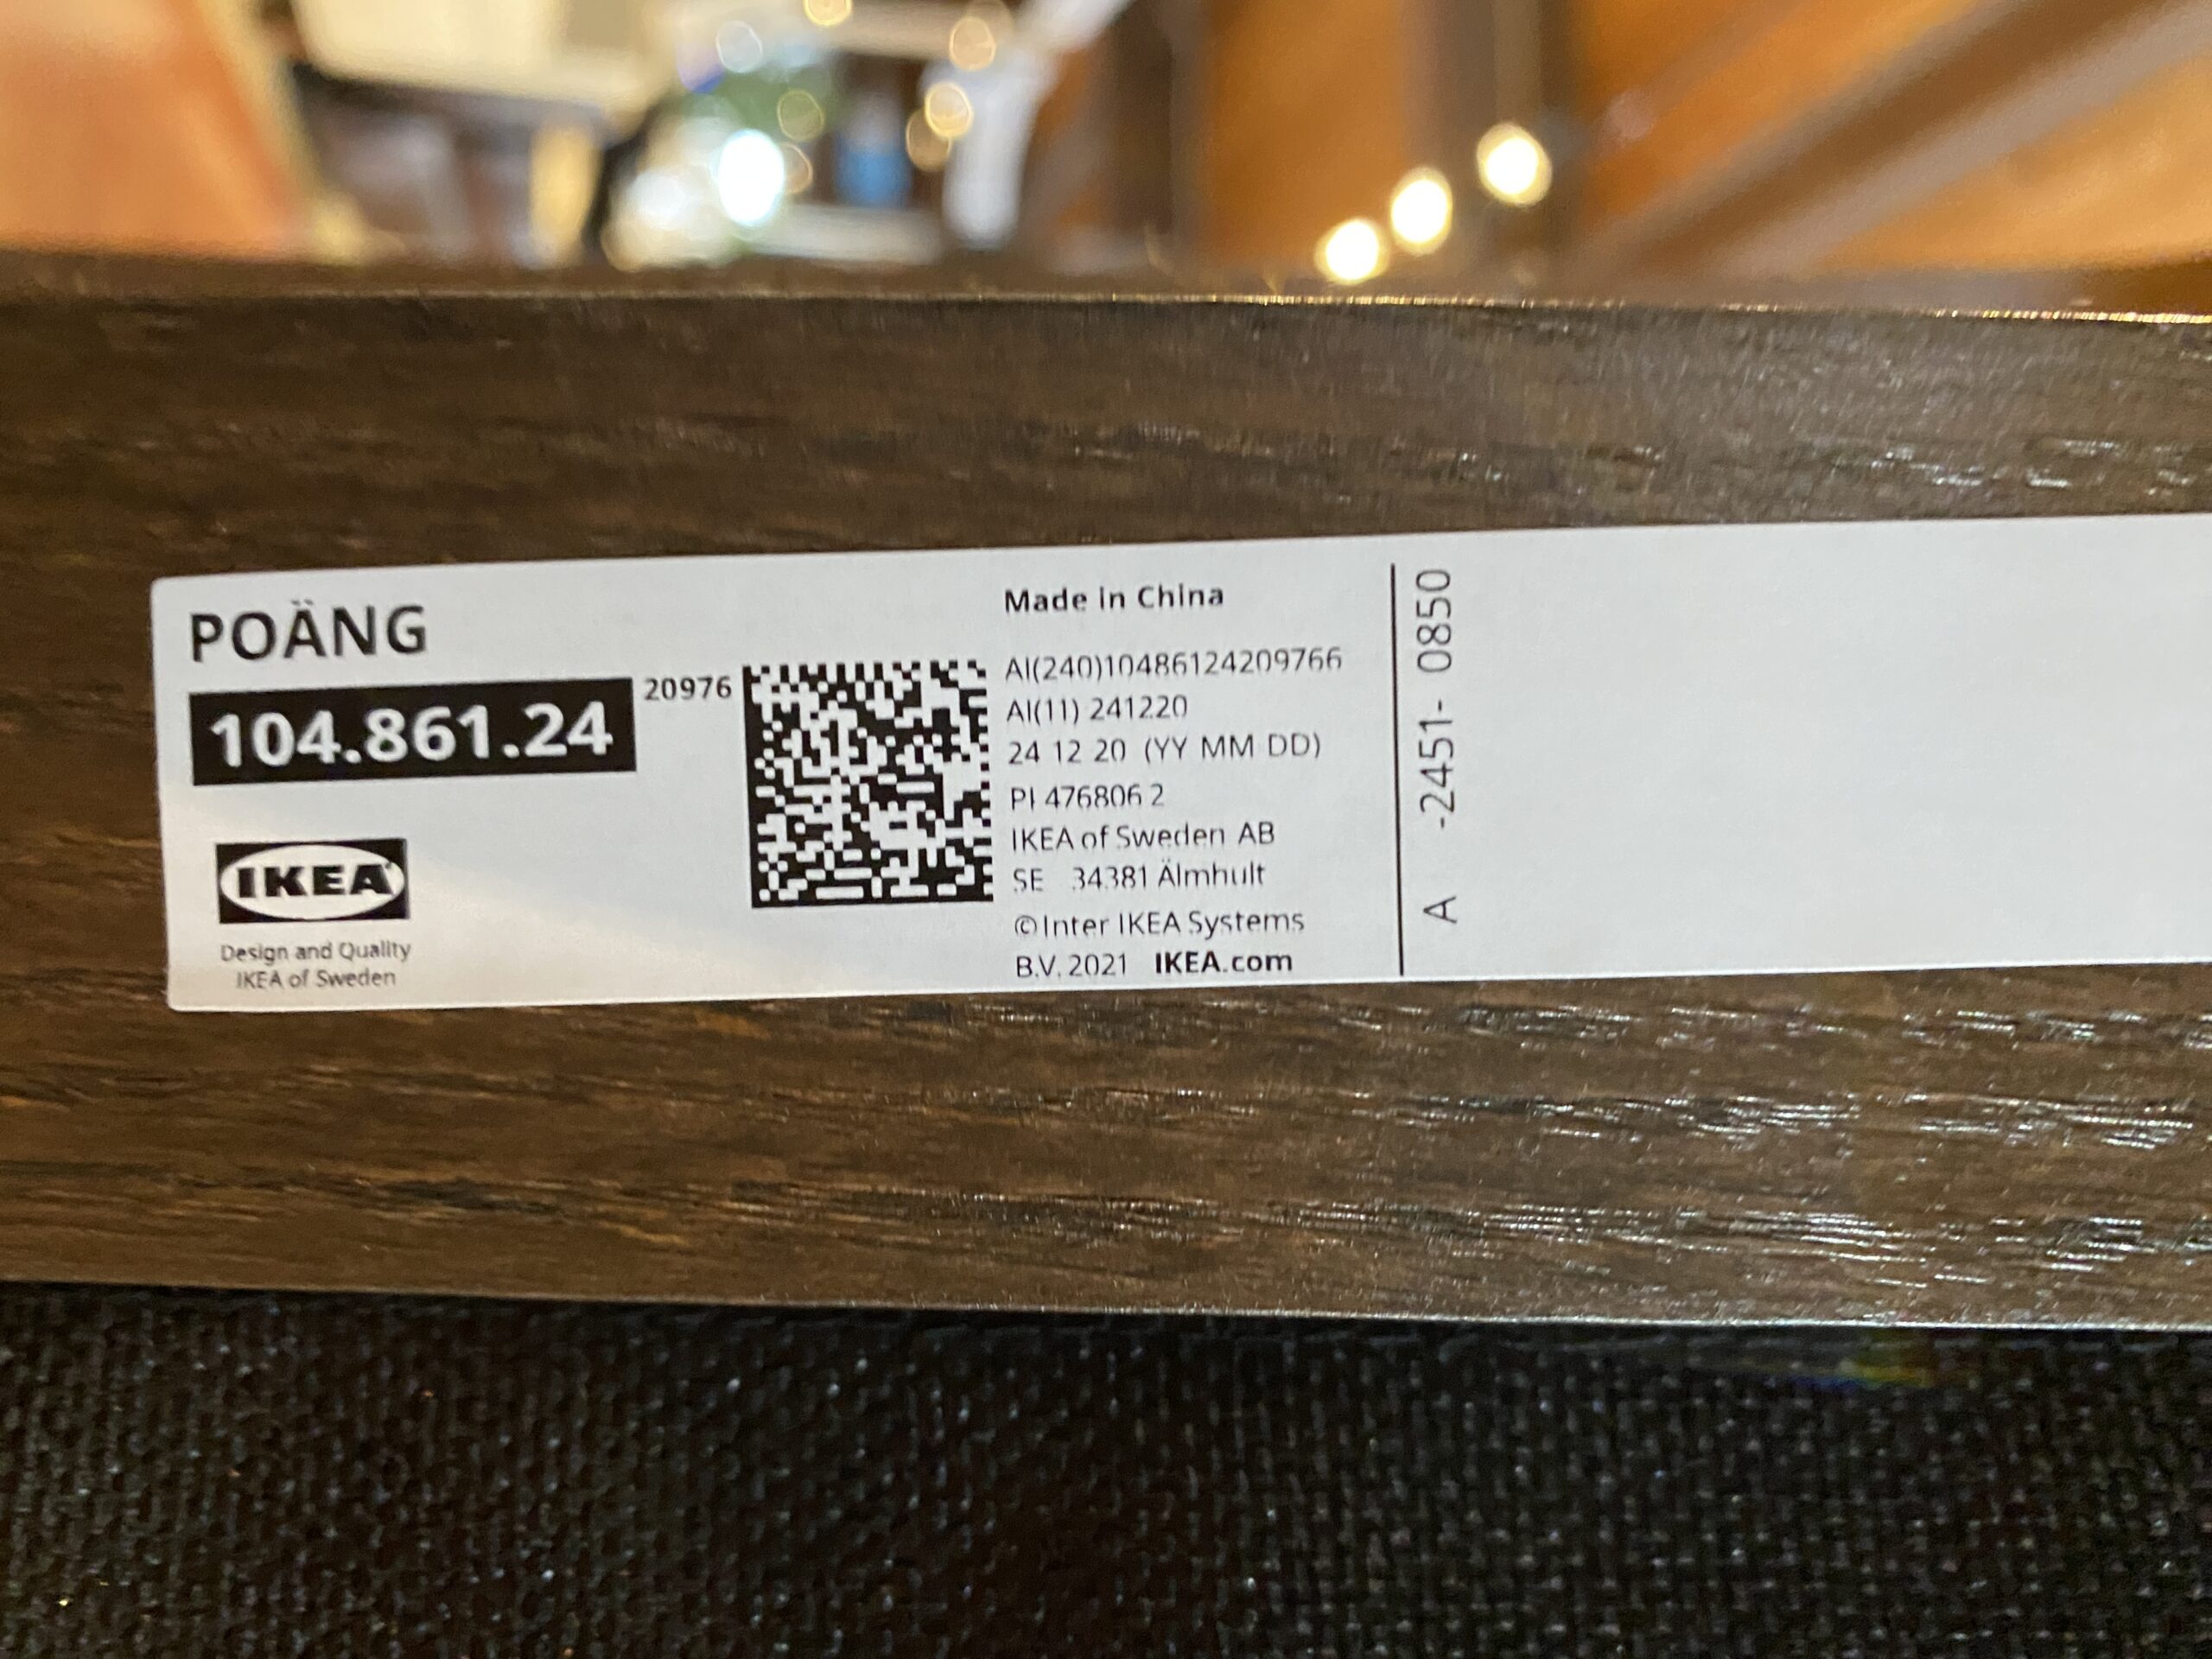 POÄNG
104.861.24
20976
IKEA
Design and Quality
IKEA of Sweden
Made in China
AI(240)10486124209766
AI(11) 241220
24 12 20 (YY MM DD)
PI 476806 2
IKEA of Sweden AB
SE 34381 Älmhult
©Inter IKEA Systems
B.V. 2021 IKEA.com
A -2451- 0850